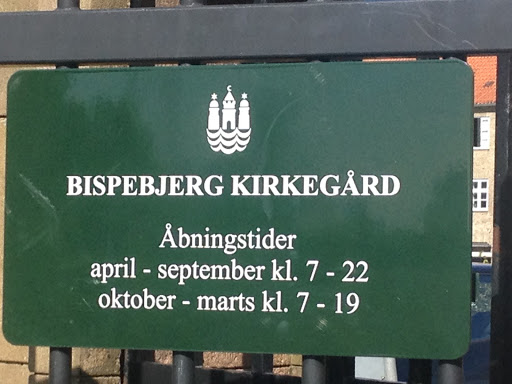 BISPEBJERG KIRKEGÅRD
Åbningstider
april - september kl. 7 - 22
oktober - marts kl. 7 - 19